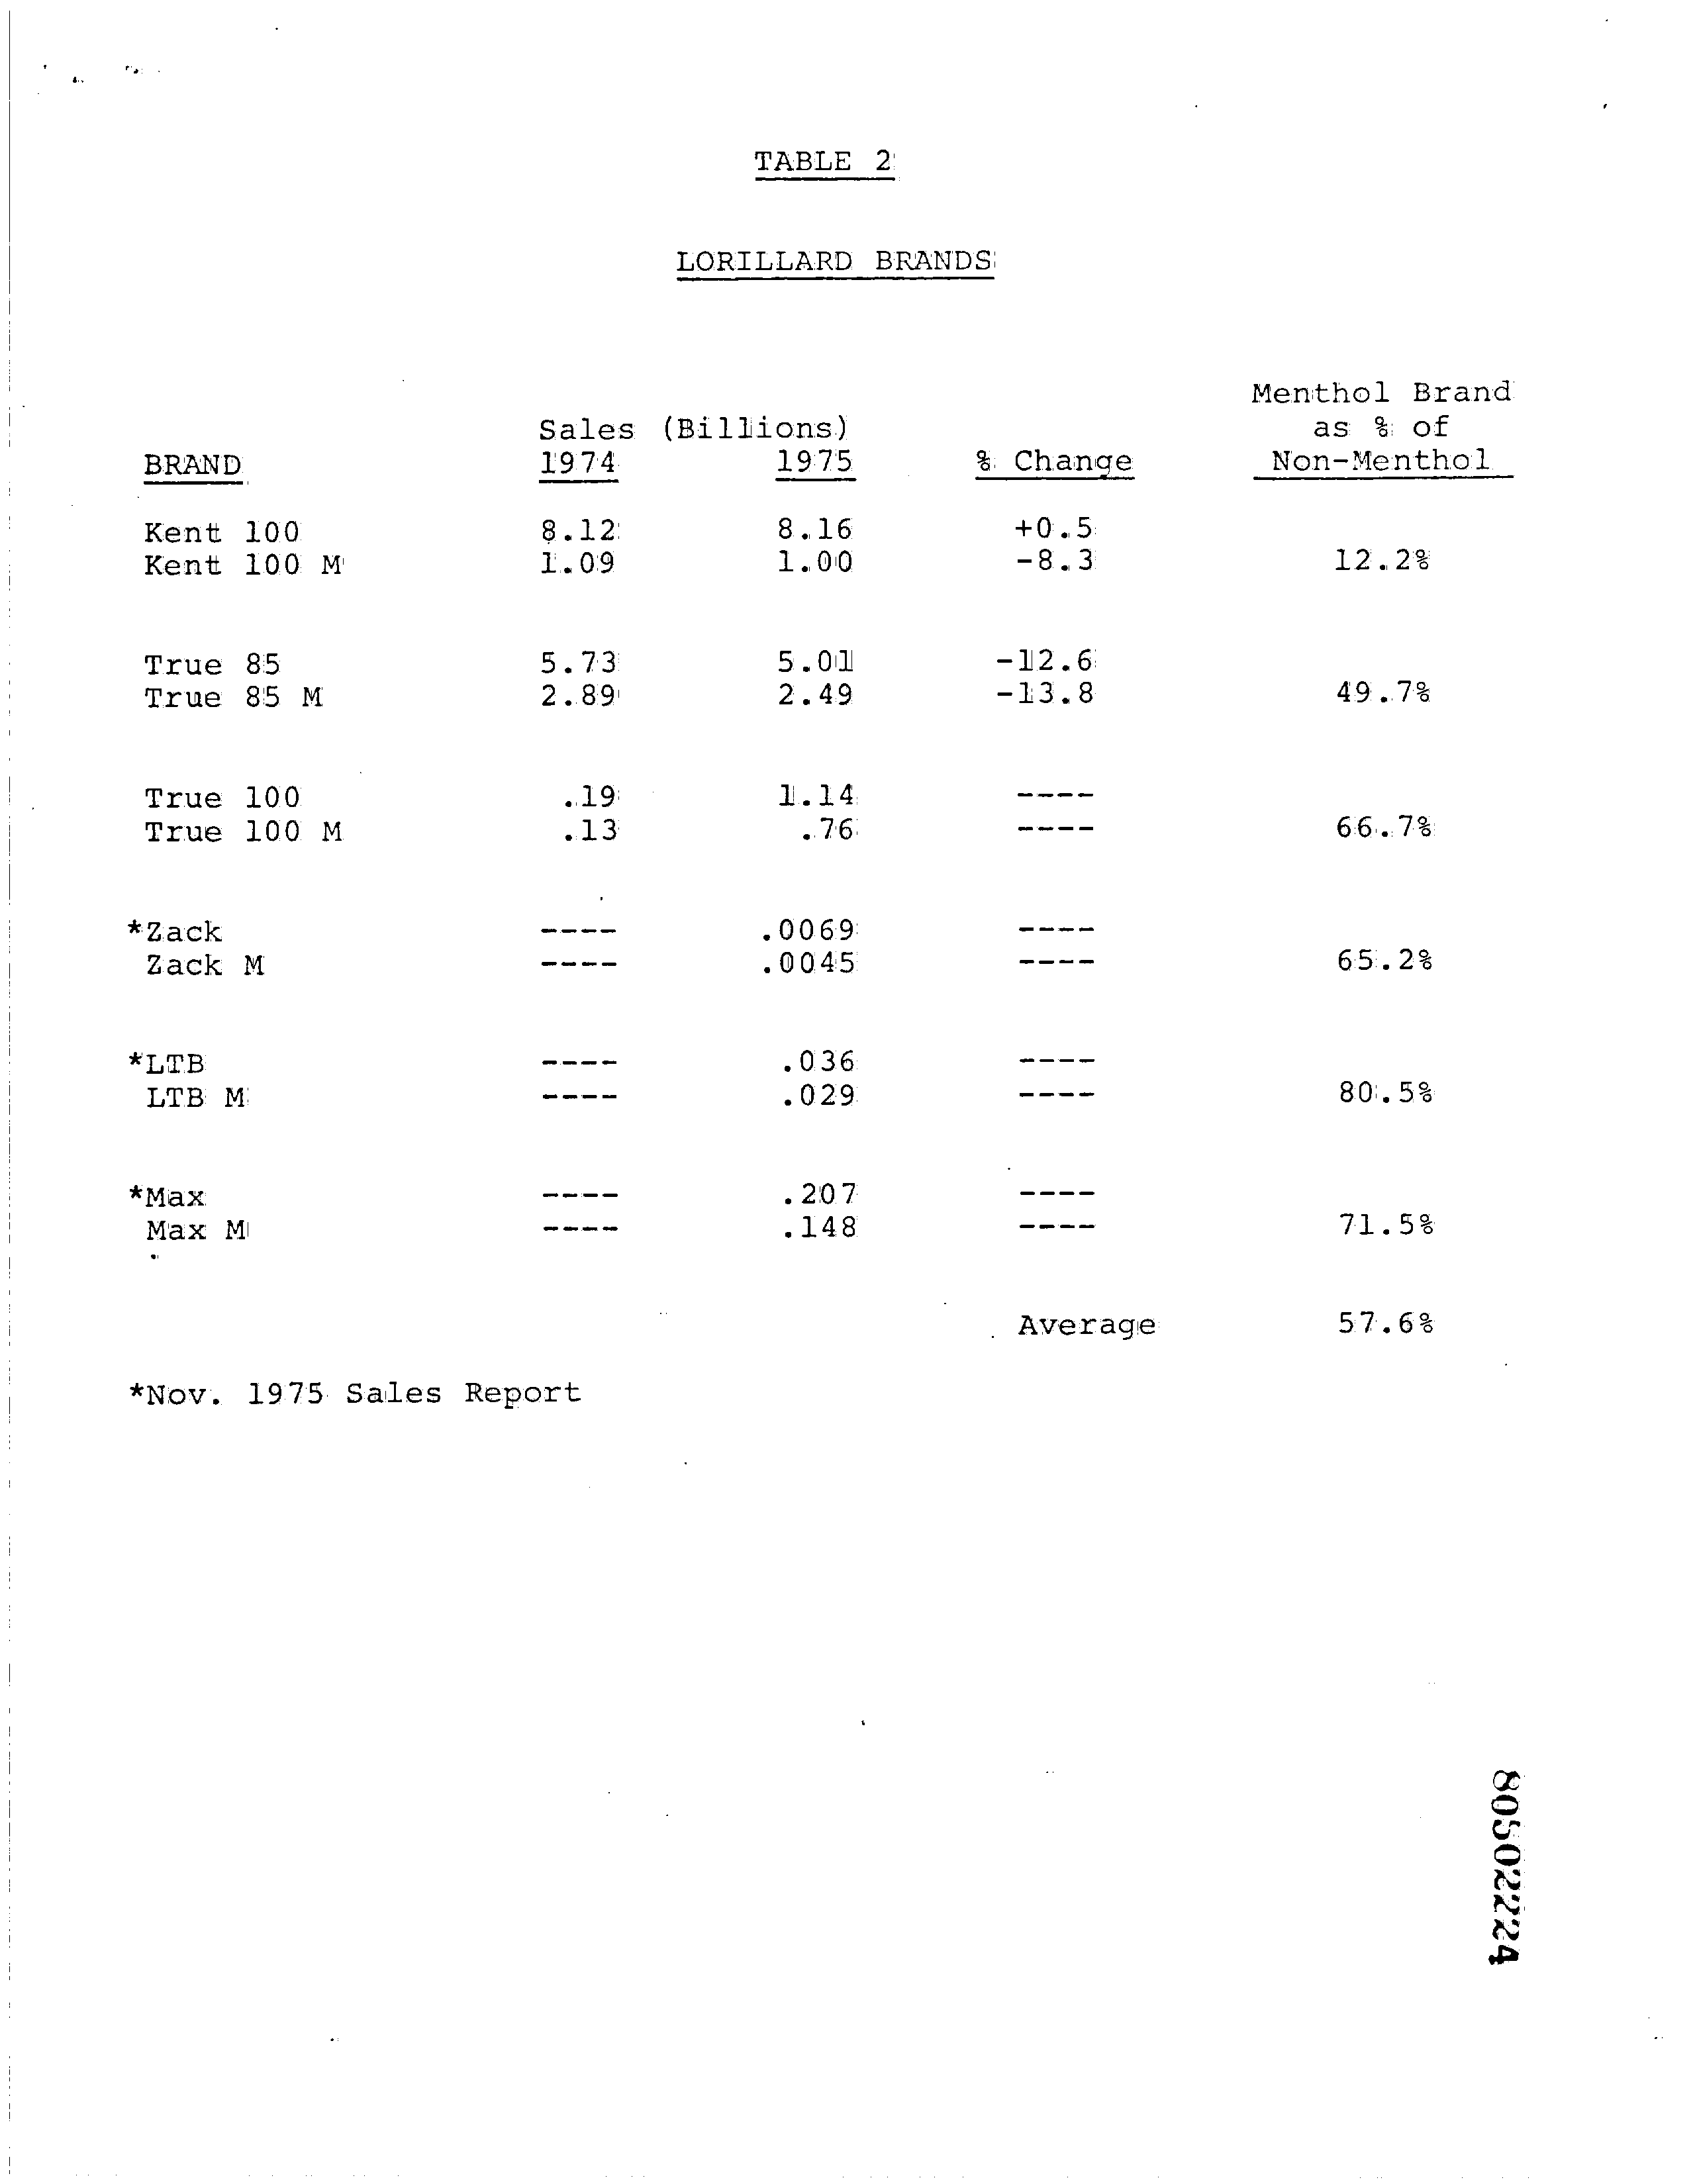 TABLE 2
LORILLARD BRANDS
Menthol Brand
Sales (Billions) as % of
BRAND 1974 1975 % Change Non-Menthol
Kent 100 8.12 8.16 +0.5
Kent 100 M 1.09 1.00 -8.3 12.2%
True 85 5.73 5.01 -12.6
True 85 M 2.89 2.49 -13.8 49.7%
True 100 .19 1.14 ----
True 100 M .13 .76 ---- 66.7%
*Zack ---- .0069 ----
Zack M ---- .0045 ---- 65.2%
*LTB ---- .036 ----
LTB M ---- .029 ---- 80.5%
*Max ---- .207 ----
Max M ---- .148 ---- 71.5%
Average 57.6%
*Nov. 1975 Sales Report
80502224